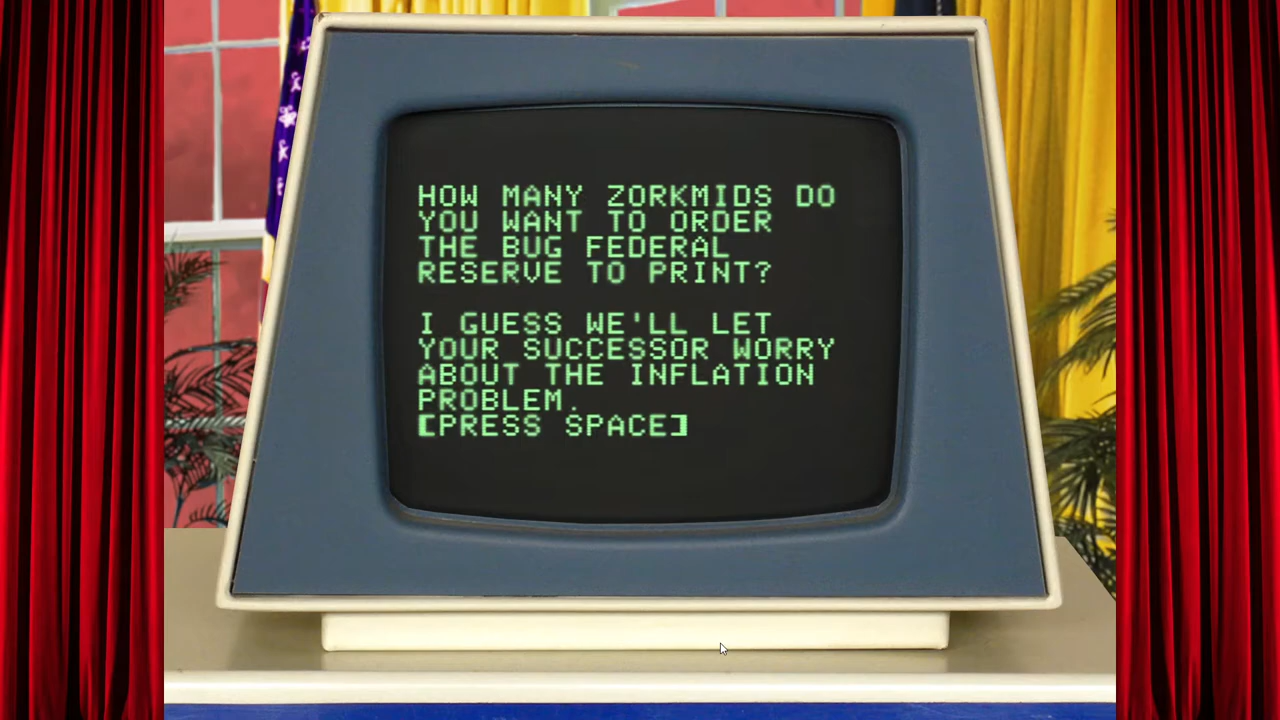 HOW MANY ZORKMIDS DO
YOU WANT TO ORDER
THE BUG FEDERAL
RESERVE TO PRINT?
I GUESS WE'LL LET
YOUR SUCCESSOR WORRY
ABOUT THE INFLATION
PROBLEM.
[PRESS SPACE]